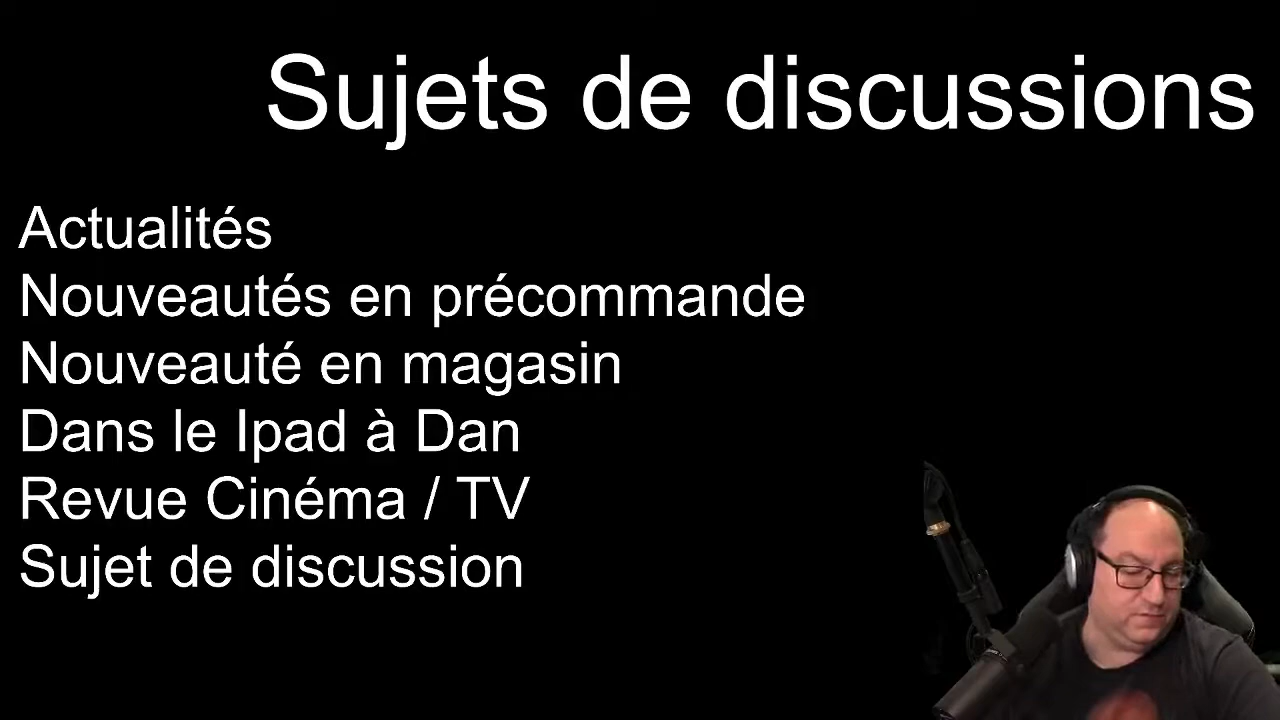 Sujets de discussions
Actualités
Nouveautés en précommande
Nouveauté en magasin
Dans le Ipad à Dan
Revue Cinéma / TV
Sujet de discussion